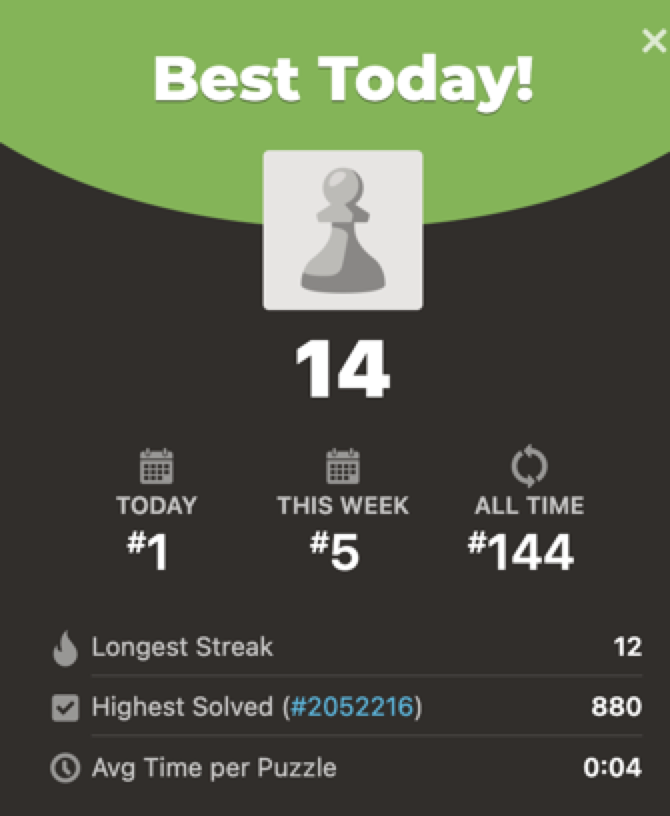 Best Today!
14
TODAY THIS WEEK ALL TIME
#1 #5 #144
Longest Streak 12
Highest Solved (#2052216) 880
Avg Time per Puzzle 0:04